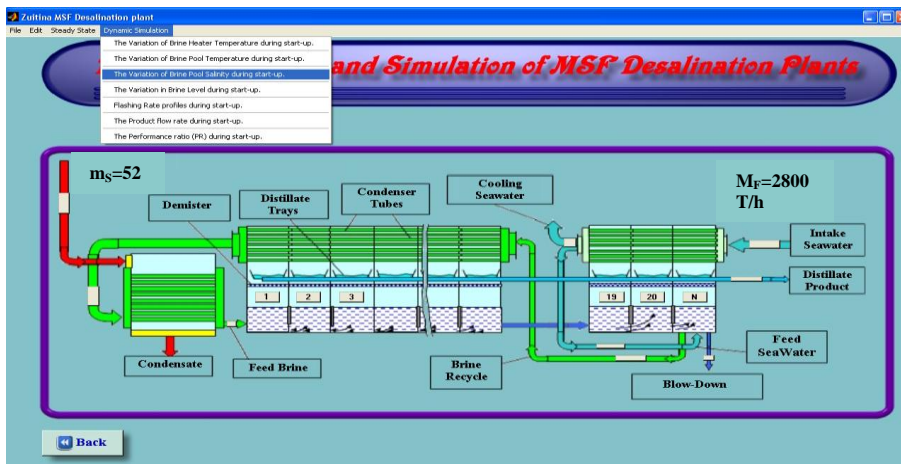 Zuitina MSF Desalination plant
File Edit Steady State Dynamic Simulation
The Variation of Brine Heater Temperature during start-up.
The Variation of Brine Pool Temperature during start-up.
The Variation of Brine Pool Salinity during start-up.
The Variation in Brine Level during start-up.
Flashing Rate profiles during start-up.
The Product flow rate during start-up.
The Performance ratio (PR) during start-up.
and Simulation of MSF Desalination Plants
mS=52
MF=2800
T/h
Demister
Distillate
Trays
Condenser
Tubes
Cooling
Seawater
Intake
Seawater
Distillate
Product
1 2 3 19 20 N
Condensate
Feed Brine
Brine
Recycle
Feed
SeaWater
Blow-Down
Back